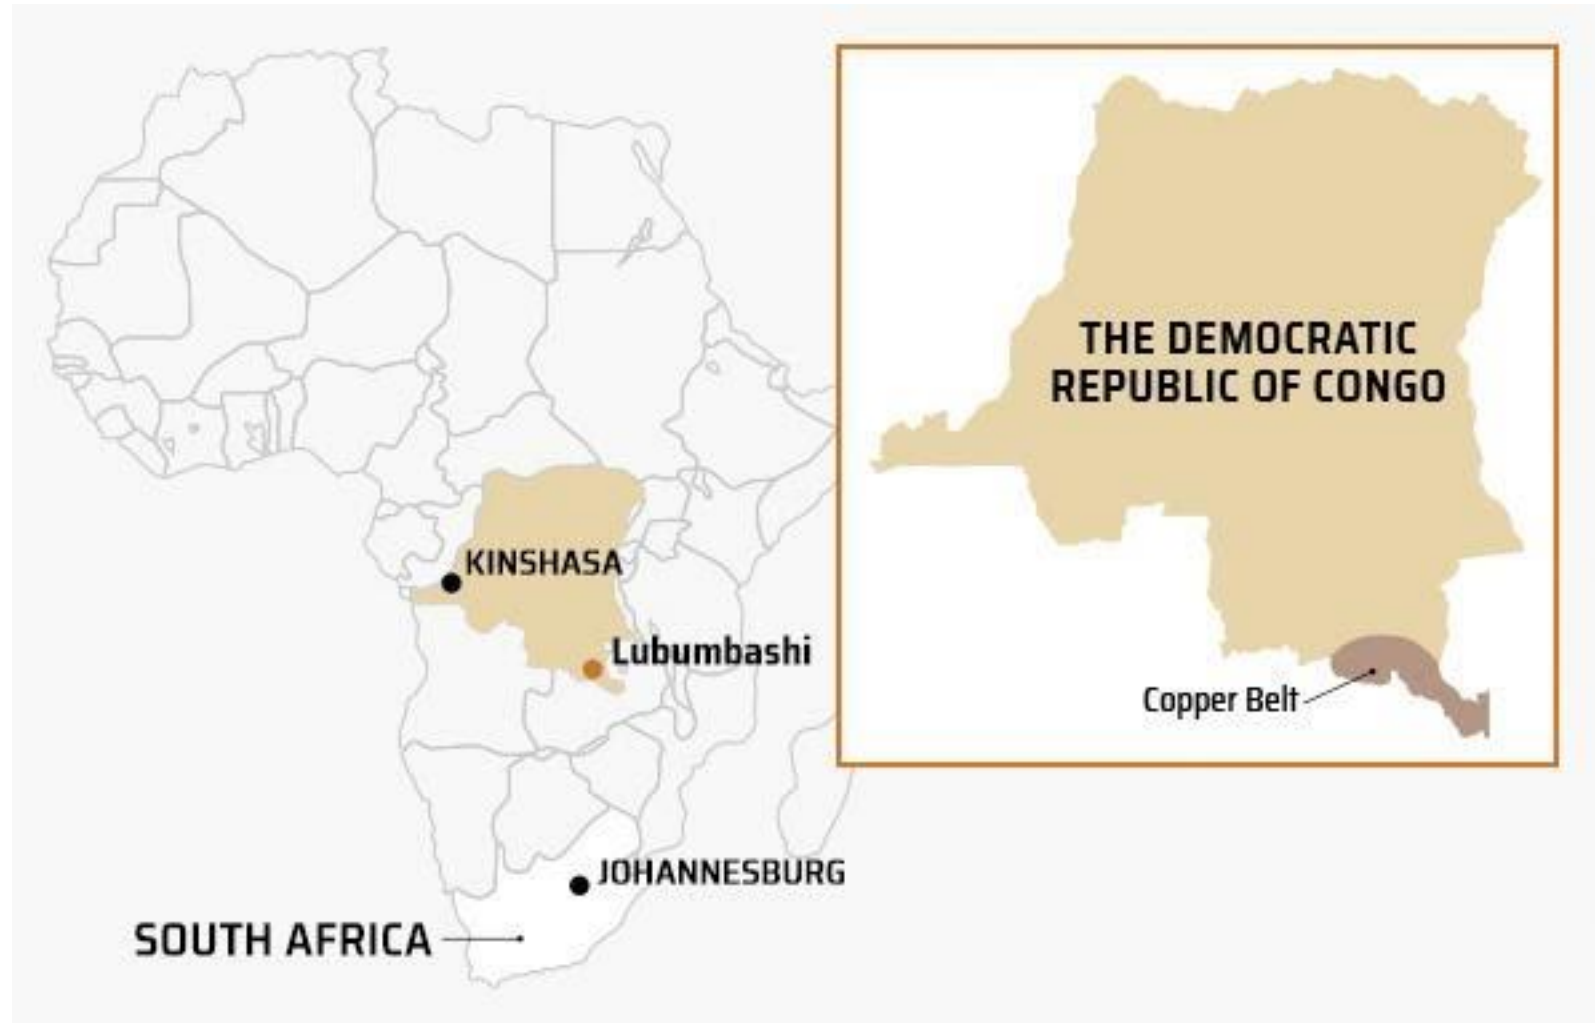 KINSHASA
Lubumbashi
JOHANNESBURG
SOUTH AFRICA
THE DEMOCRATIC
REPUBLIC OF CONGO
Copper Belt